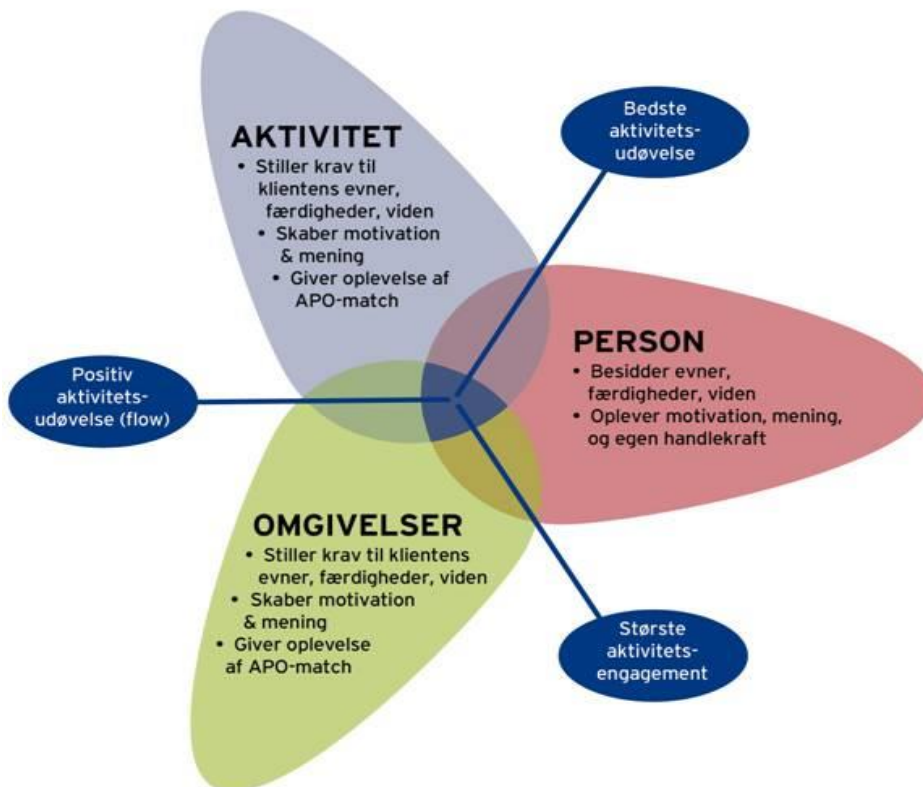 Bedste
aktivitets-
udøvelse
AKTIVITET
• Stiller krav til
klientens evner,
færdigheder, viden
• Skaber motivation
& mening
• Giver oplevelse af
APO-match
PERSON
• Besidder evner,
færdigheder, viden
• Oplever motivation, mening,
og egen handlekraft
Positiv
aktivitets-
udøvelse (flow)
OMGIVELSER
• Stiller krav til klientens
evner, færdigheder, viden
• Skaber motivation
& mening
• Giver oplevelse
af APO-match
Største
aktivitets-
engagement